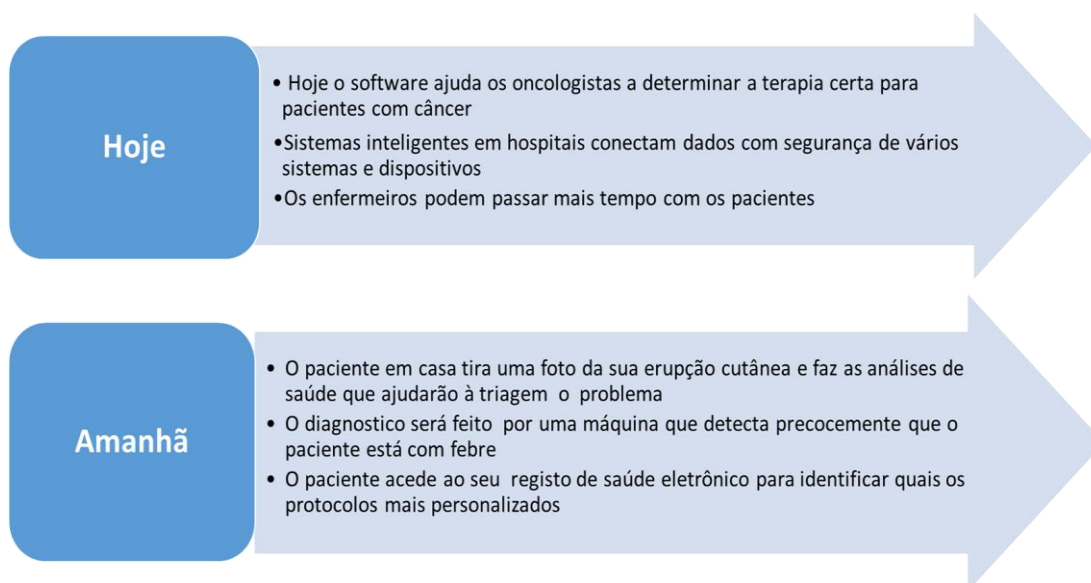 Hoje
• Hoje o software ajuda os oncologistas a determinar a terapia certa para
pacientes com câncer
•Sistemas inteligentes em hospitais conectam dados com segurança de vários
sistemas e dispositivos
•Os enfermeiros podem passar mais tempo com os pacientes
Amanhã
• O paciente em casa tira uma foto da sua erupção cutânea e faz as análises de
saúde que ajudarão à triagem o problema
• O diagnostico será feito por uma máquina que detecta precocemente que o
paciente está com febre
• O paciente acede ao seu registo de saúde eletrônico para identificar quais os
protocolos mais personalizados